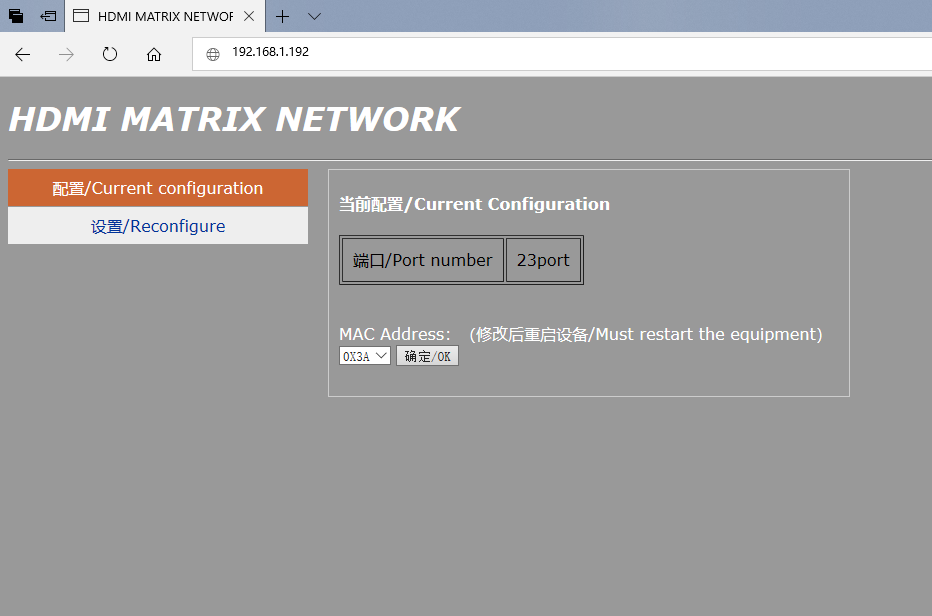 HDMI MATRIX NETWOR
192.168.1.192
HDMI MATRIX NETWORK
配置/Current configuration
设置/Reconfigure
当前配置/Current Configuration
端口/Port number 23port
MAC Address: (修改后重启设备/Must restart the equipment)
0X3A 确定/OK